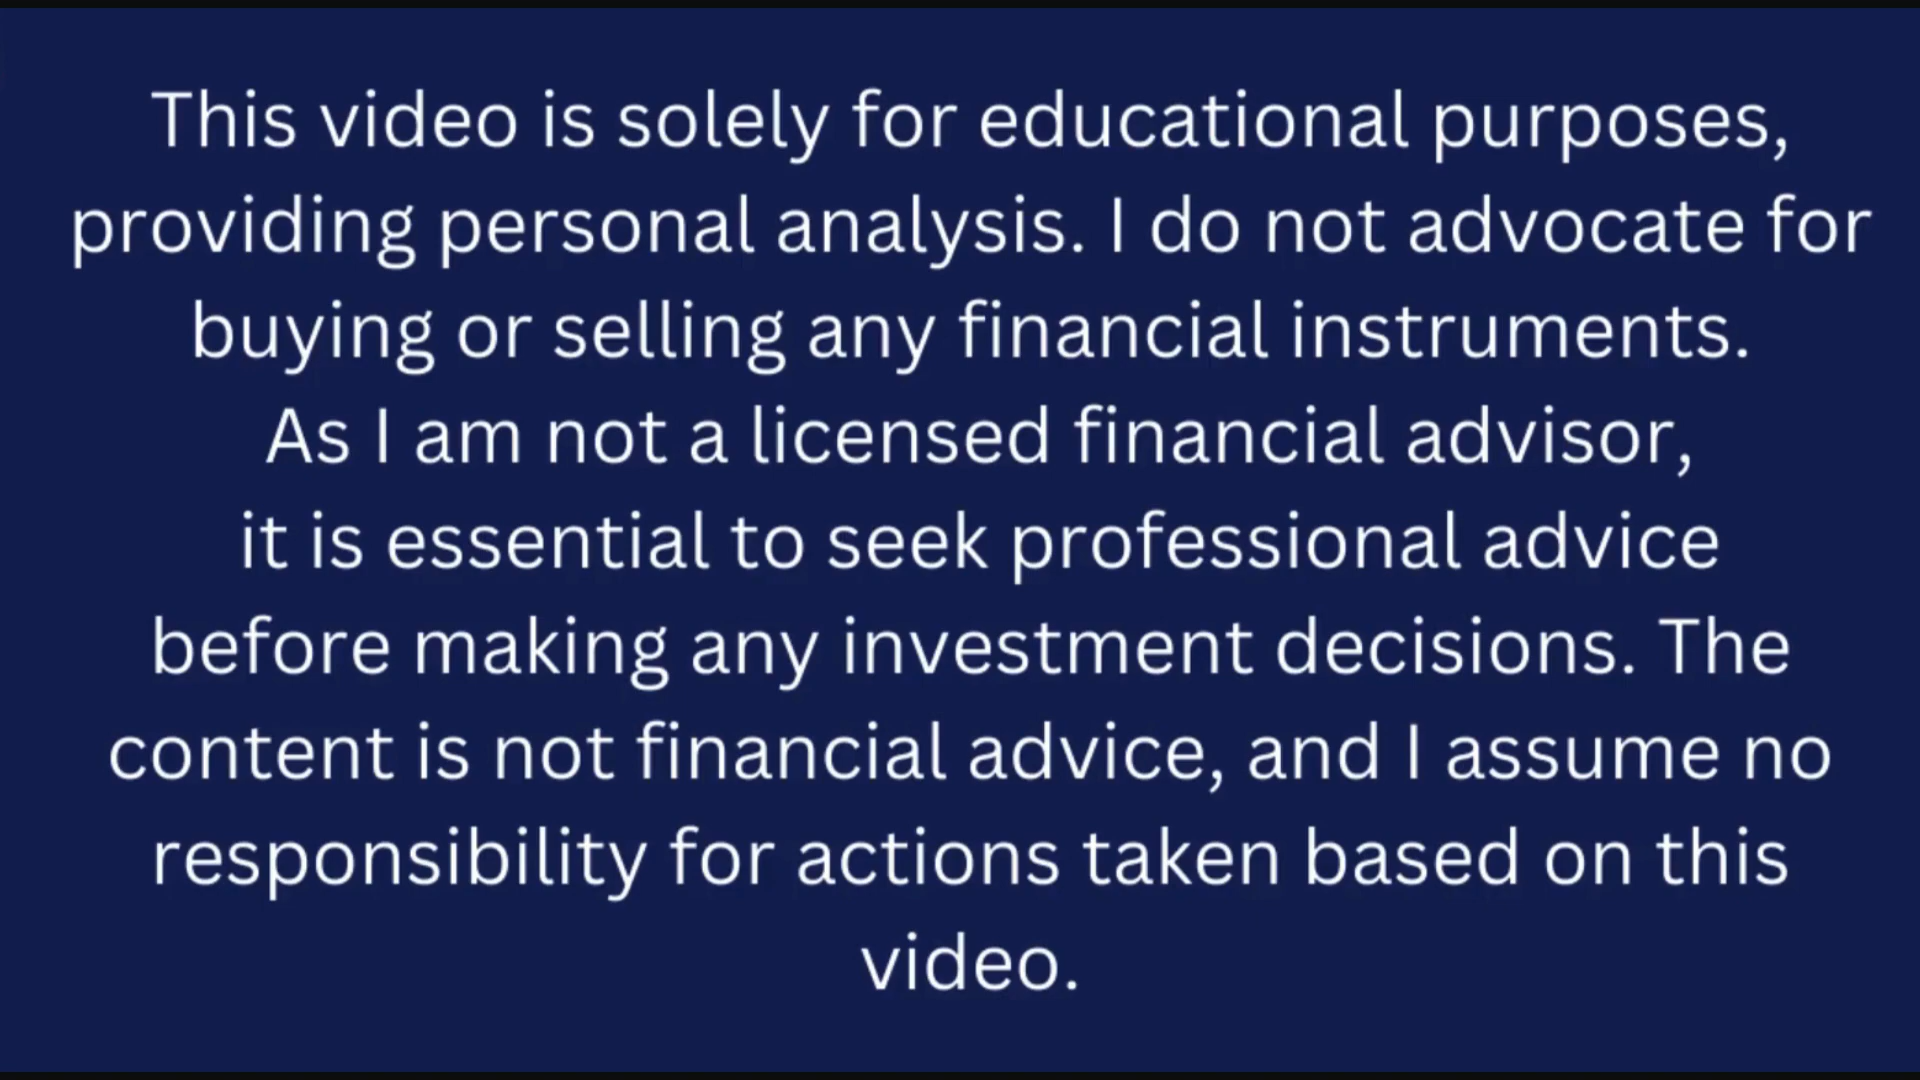 This video is solely for educational purposes,
providing personal analysis. I do not advocate for
buying or selling any financial instruments.
As I am not a licensed financial advisor,
it is essential to seek professional advice
before making any investment decisions. The
content is not financial advice, and I assume no
responsibility for actions taken based on this
video.